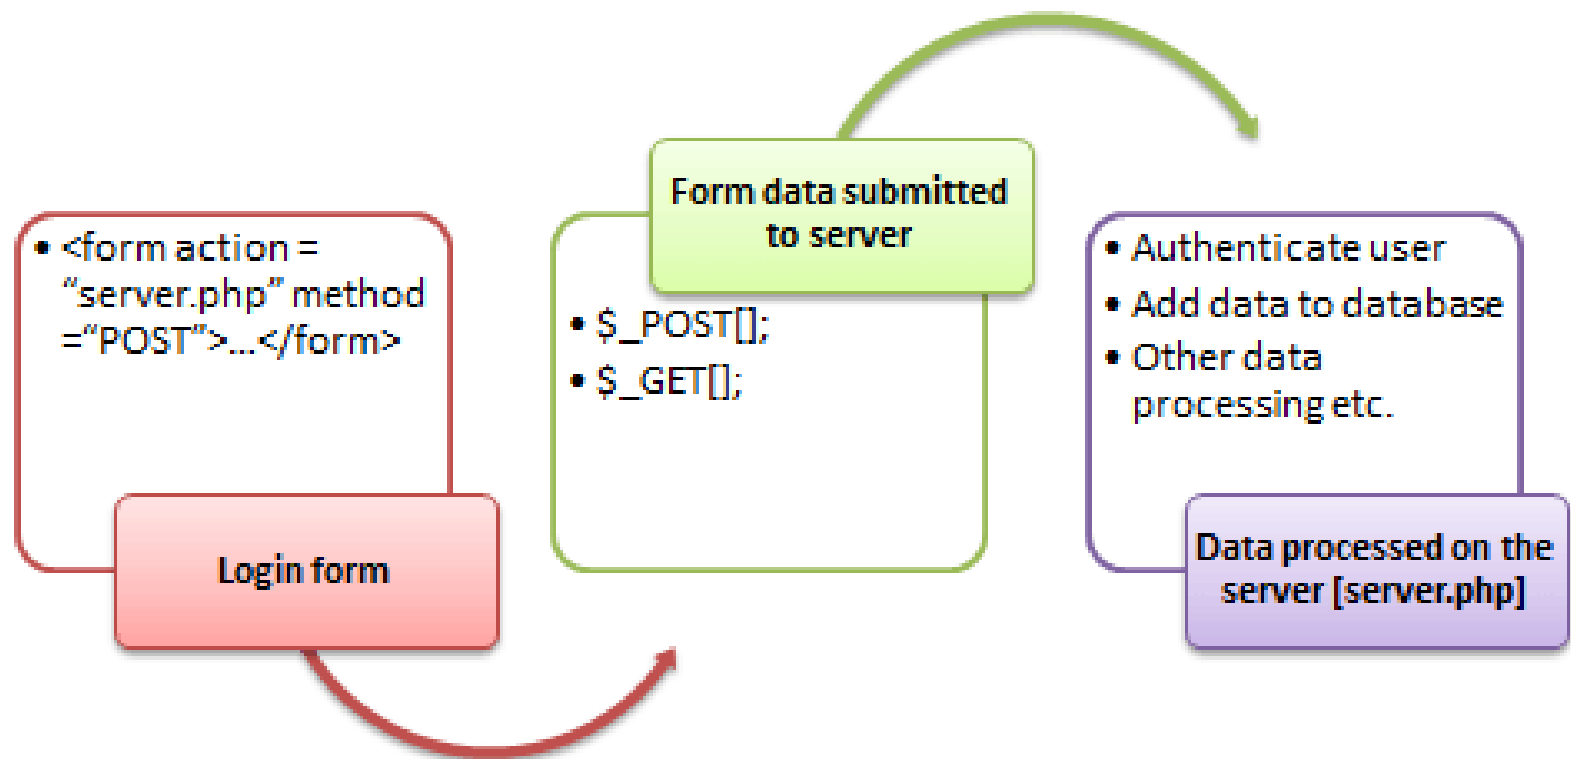 • <form action =
“server.php” method
=“POST”>...</form>
Login form
Form data submitted
to server
• $_POST[];
• $_GET[];
• Authenticate user
• Add data to database
• Other data
processing etc.
Data processed on the
server [server.php]